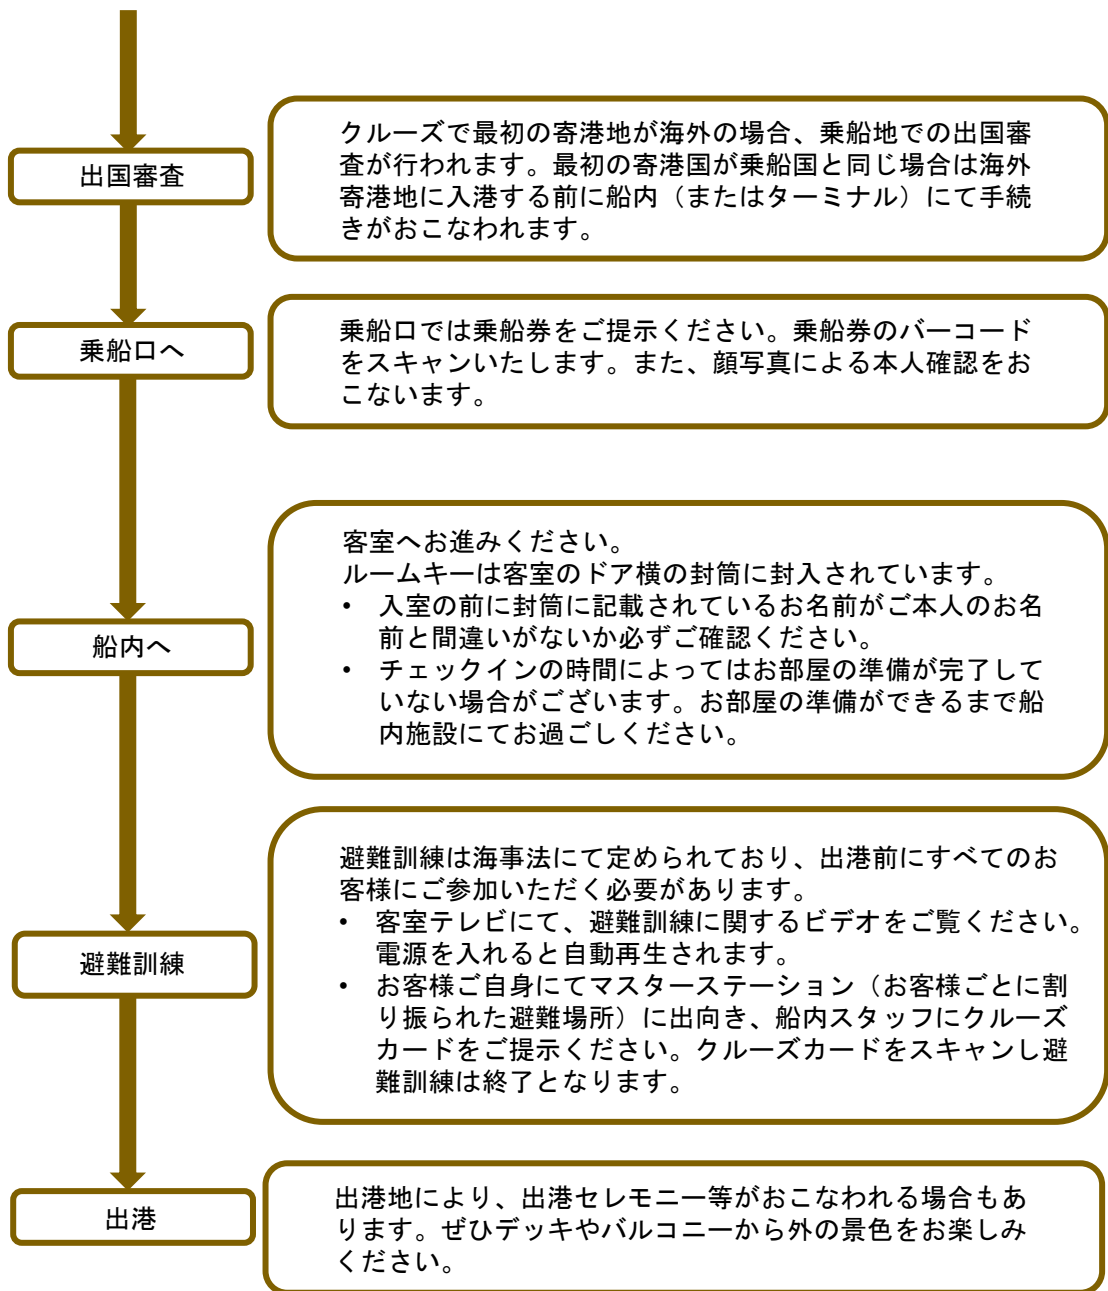 出国審査
クルーズで最初の寄港地が海外の場合、乗船地での出国審
査が行われます。最初の寄港国が乗船国と同じ場合は海外
寄港地に入港する前に船内（またはターミナル）にて手続
きがおこなわれます。
乗船口へ
乗船口では乗船券をご提示ください。乗船券のバーコード
をスキャンいたします。また、顔写真による本人確認をお
こないます。
船内へ
客室へお進みください。
ルームキーは客室のドア横の封筒に封入されています。
• 入室の前に封筒に記載されているお名前がご本人のお名
前と間違いがないか必ずご確認ください。
• チェックインの時間によってはお部屋の準備が完了して
いない場合がございます。お部屋の準備ができるまで船
内施設にてお過ごしください。
避難訓練
避難訓練は海事法にて定められており、出港前にすべてのお
客様にご参加いただく必要があります。
• 客室テレビにて、避難訓練に関するビデオをご覧ください。
電源を入れると自動再生されます。
• お客様ご自身にてマスターステーション（お客様ごとに割
り振られた避難場所）に出向き、船内スタッフにクルーズ
カードをご提示ください。クルーズカードをスキャンし避
難訓練は終了となります。
出港
出港地により、出港セレモニー等がおこなわれる場合もあ
ります。ぜひデッキやバルコニーから外の景色をお楽しみ
ください。